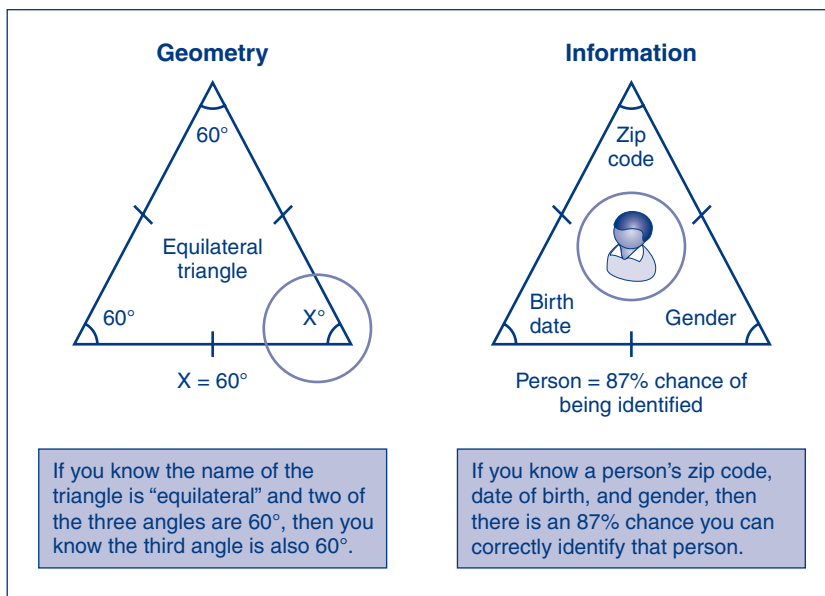 Geometry
60°
Equilateral
triangle
60°
X°
X = 60°
If you know the name of the
triangle is “equilateral” and two of
the three angles are 60°, then you
know the third angle is also 60°.
Information
Zip
code
Birth
date
Gender
Person = 87% chance of
being identified
If you know a person’s zip code,
date of birth, and gender, then
there is an 87% chance you can
correctly identify that person.